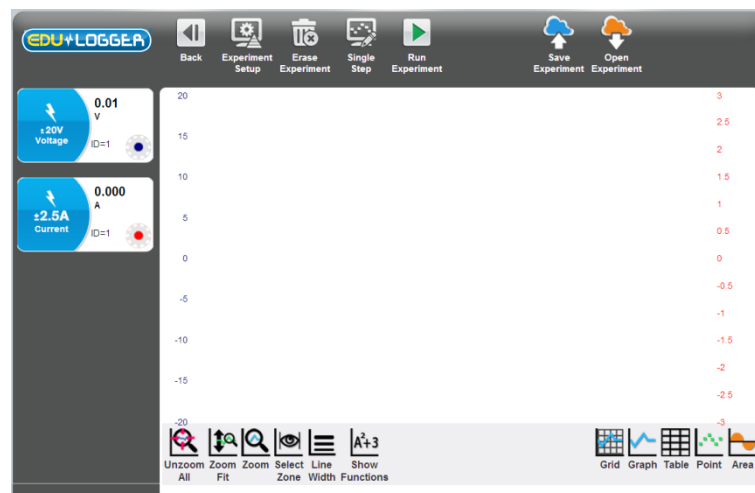 EDU LOGGER
Back
Experiment
Setup
Erase
Experiment
Single
Step
Run
Experiment
Save
Experiment
Open
Experiment
0.01
V
±20V
Voltage
ID=1
0.000
A
±2.5A
Current
ID=1
20
15
10
5
0
-5
-10
-15
-20
3
2.5
2
1.5
1
0.5
0
-0.5
-1
-1.5
-2
-2.5
-3
A²+3
Unzoom
All
Zoom
Fit
Zoom
Select
Zone
Line
Width
Show
Functions
Grid
Graph
Table
Point
Area